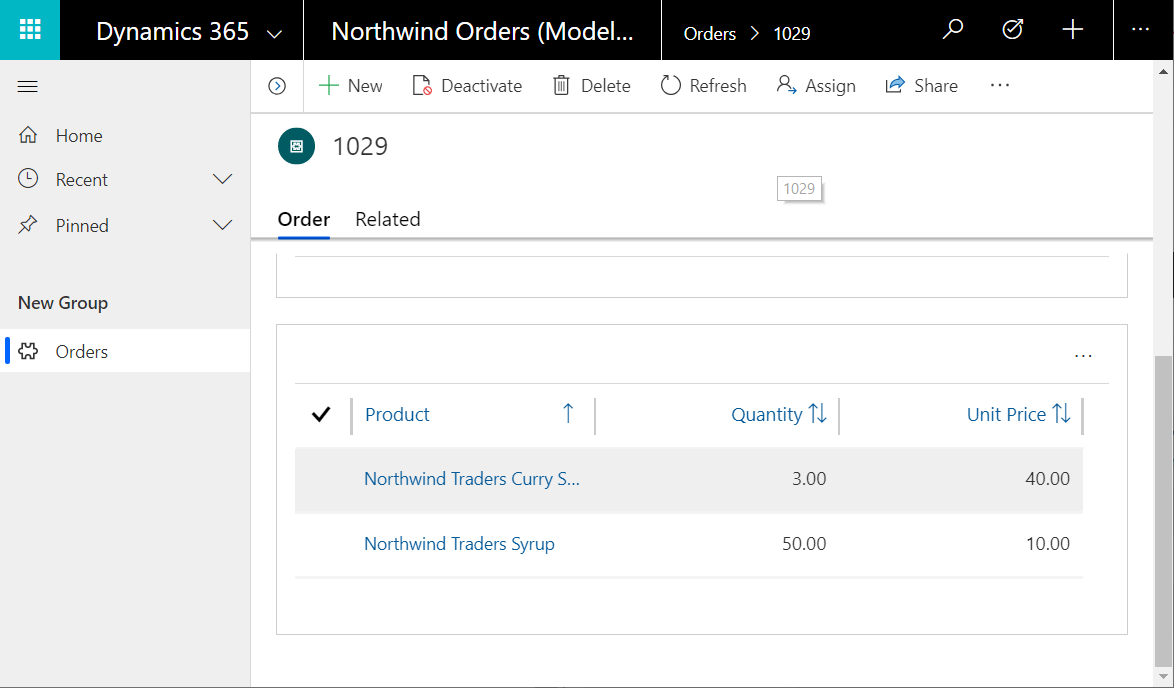 Dynamics 365 Northwind Orders (Model... Orders > 1029 ...
New Deactivate Delete Refresh Assign Share ...
Home
Recent
Pinned
New Group
Orders
1029
1029
Order Related
...
Product Quantity Unit Price
Northwind Traders Curry S... 3.00 40.00
Northwind Traders Syrup 50.00 10.00